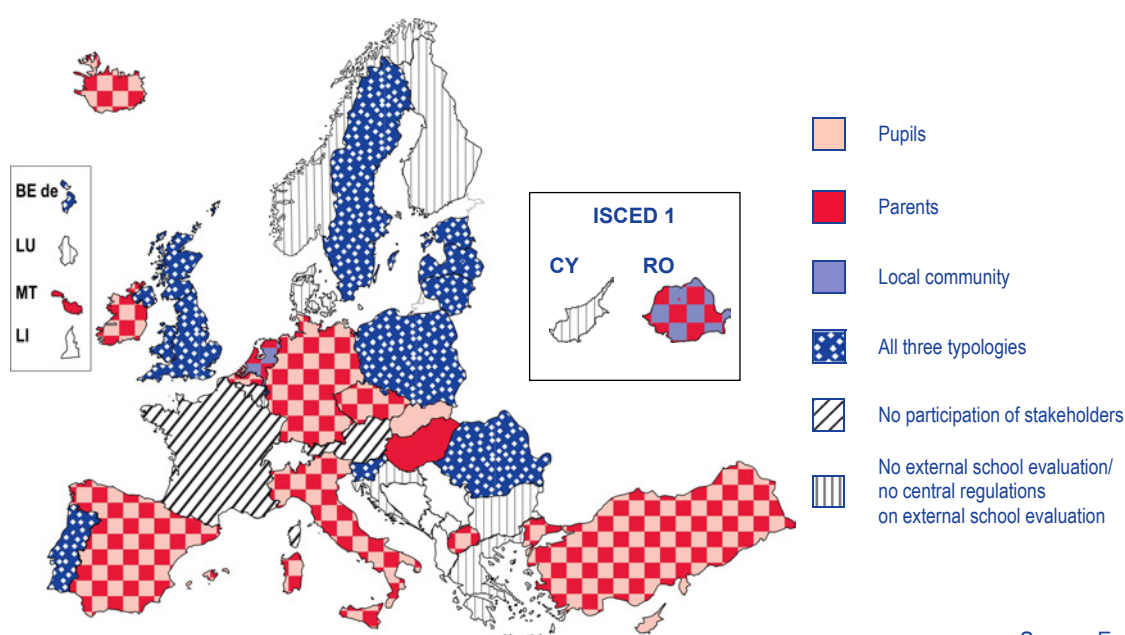 BE de
LU
MT
LI
ISCED 1
CY RO
Pupils
Parents
Local community
All three typologies
No participation of stakeholders
No external school evaluation/
no central regulations
on external school evaluation